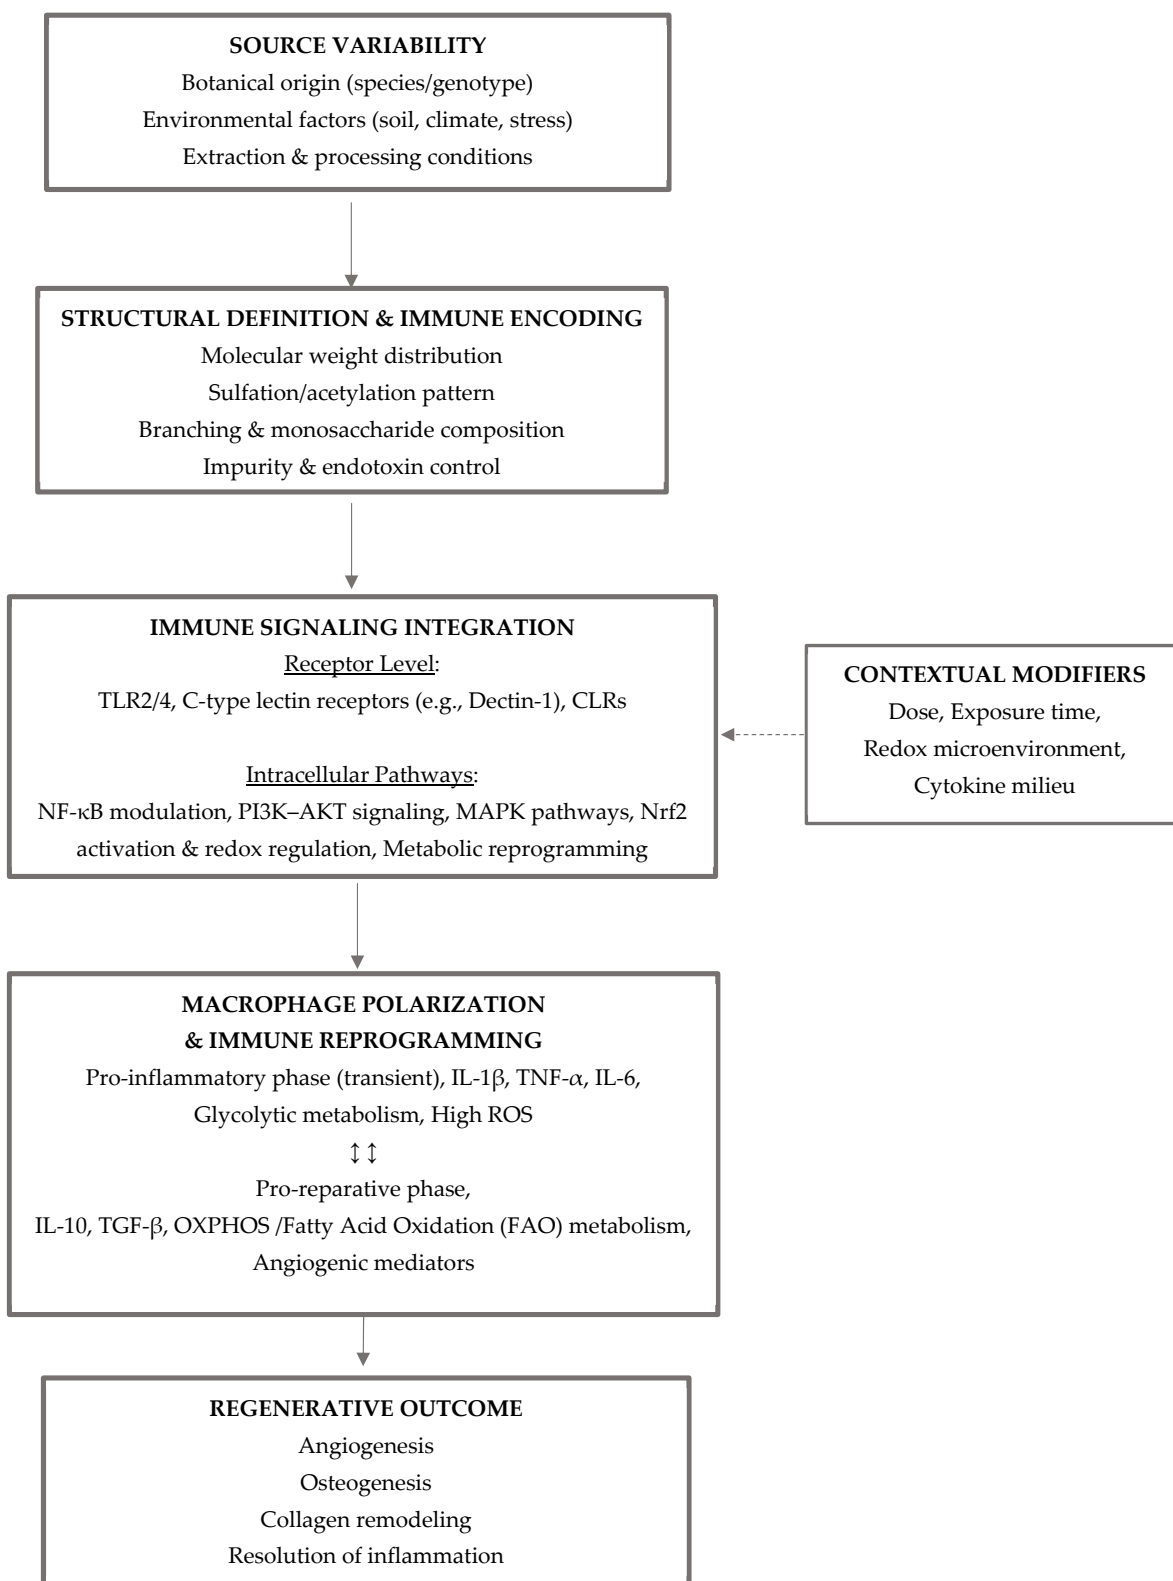 SOURCE VARIABILITY
Botanical origin (species/genotype)
Environmental factors (soil, climate, stress)
Extraction & processing conditions
STRUCTURAL DEFINITION & IMMUNE ENCODING
Molecular weight distribution
Sulfation/acetylation pattern
Branching & monosaccharide composition
Impurity & endotoxin control
IMMUNE SIGNALING INTEGRATION
Receptor Level:
TLR2/4, C-type lectin receptors (e.g., Dectin-1), CLRs
Intracellular Pathways:
NF-κB modulation, PI3K–AKT signaling, MAPK pathways, Nrf2
activation & redox regulation, Metabolic reprogramming
CONTEXTUAL MODIFIERS
Dose, Exposure time,
Redox microenvironment,
Cytokine milieu
MACROPHAGE POLARIZATION
& IMMUNE REPROGRAMMING
Pro-inflammatory phase (transient), IL-1β, TNF-α, IL-6,
Glycolytic metabolism, High ROS
↕↕
Pro-reparative phase,
IL-10, TGF-β, OXPHOS /Fatty Acid Oxidation (FAO) metabolism,
Angiogenic mediators
REGENERATIVE OUTCOME
Angiogenesis
Osteogenesis
Collagen remodeling
Resolution of inflammation